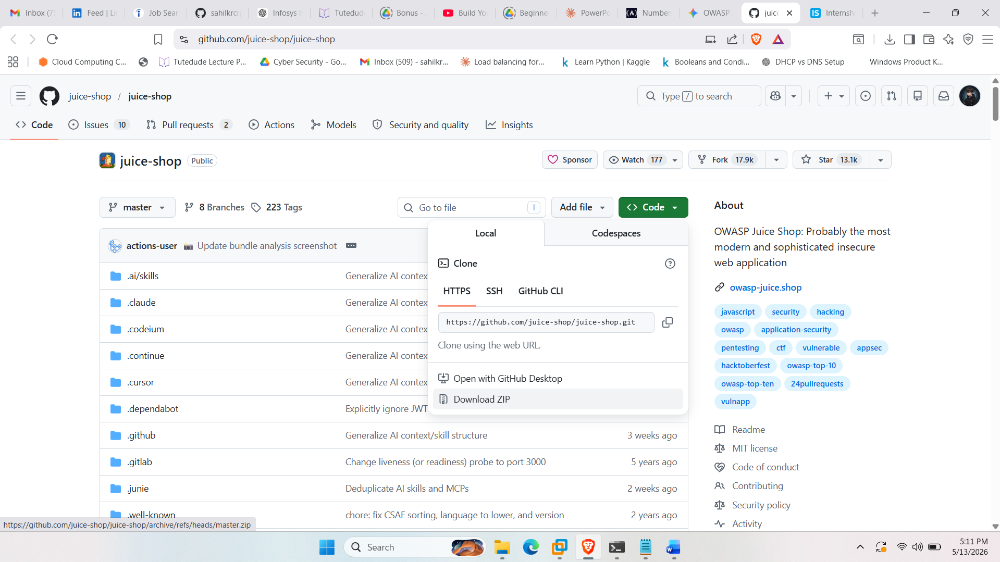 Inbox (75
Feed | Li
Job Sear
sahilkrcry
Infosys In
Tutedude
Bonus -
Build You
Beginner
PowerPo
Number
OWASP
juice-
Internshi
github.com/juice-shop/juice-shop
Cloud Computing C...
Tutedude Lecture P...
Cyber Security - Go...
Inbox (509) - sahilkr...
Load balancing for...
Learn Python | Kaggle
Booleans and Condi...
DHCP vs DNS Setup
Windows Product K...
juice-shop / juice-shop
Type / to search
Code
Issues 10
Pull requests 2
Actions
Models
Security and quality
Insights
juice-shop Public
Sponsor
Watch 177
Fork 17.9k
Star 13.1k
master
8 Branches
223 Tags
Go to file T
Add file
Code
Local
Codespaces
Clone
HTTPS
SSH
GitHub CLI
https://github.com/juice-shop/juice-shop.git
Clone using the web URL.
Open with GitHub Desktop
Download ZIP
actions-user Update bundle analysis screenshot
.ai/skills Generalize AI contex
.claude Generalize AI contex
.codeium Generalize AI contex
.continue Generalize AI contex
.cursor Generalize AI contex
.dependabot Explicitly ignore JWT
.github Generalize AI context/skill structure 3 weeks ago
.gitlab Change liveness (or readiness) probe to port 3000 5 years ago
.junie Deduplicate AI skills and MCPs 2 weeks ago
.well-known chore: fix CSAF sorting, language to lower, and version 2 years ago
About
OWASP Juice Shop: Probably the most
modern and sophisticated insecure
web application
owasp-juice.shop
javascript security hacking
owasp application-security
pentesting ctf vulnerable appsec
hacktoberfest owasp-top-10
owasp-top-ten 24pullrequests
vulnapp
Readme
MIT license
Code of conduct
Contributing
Security policy
Activity
https://github.com/juice-shop/juice-shop/archive/refs/heads/master.zip
Search
5:11 PM
5/13/2026